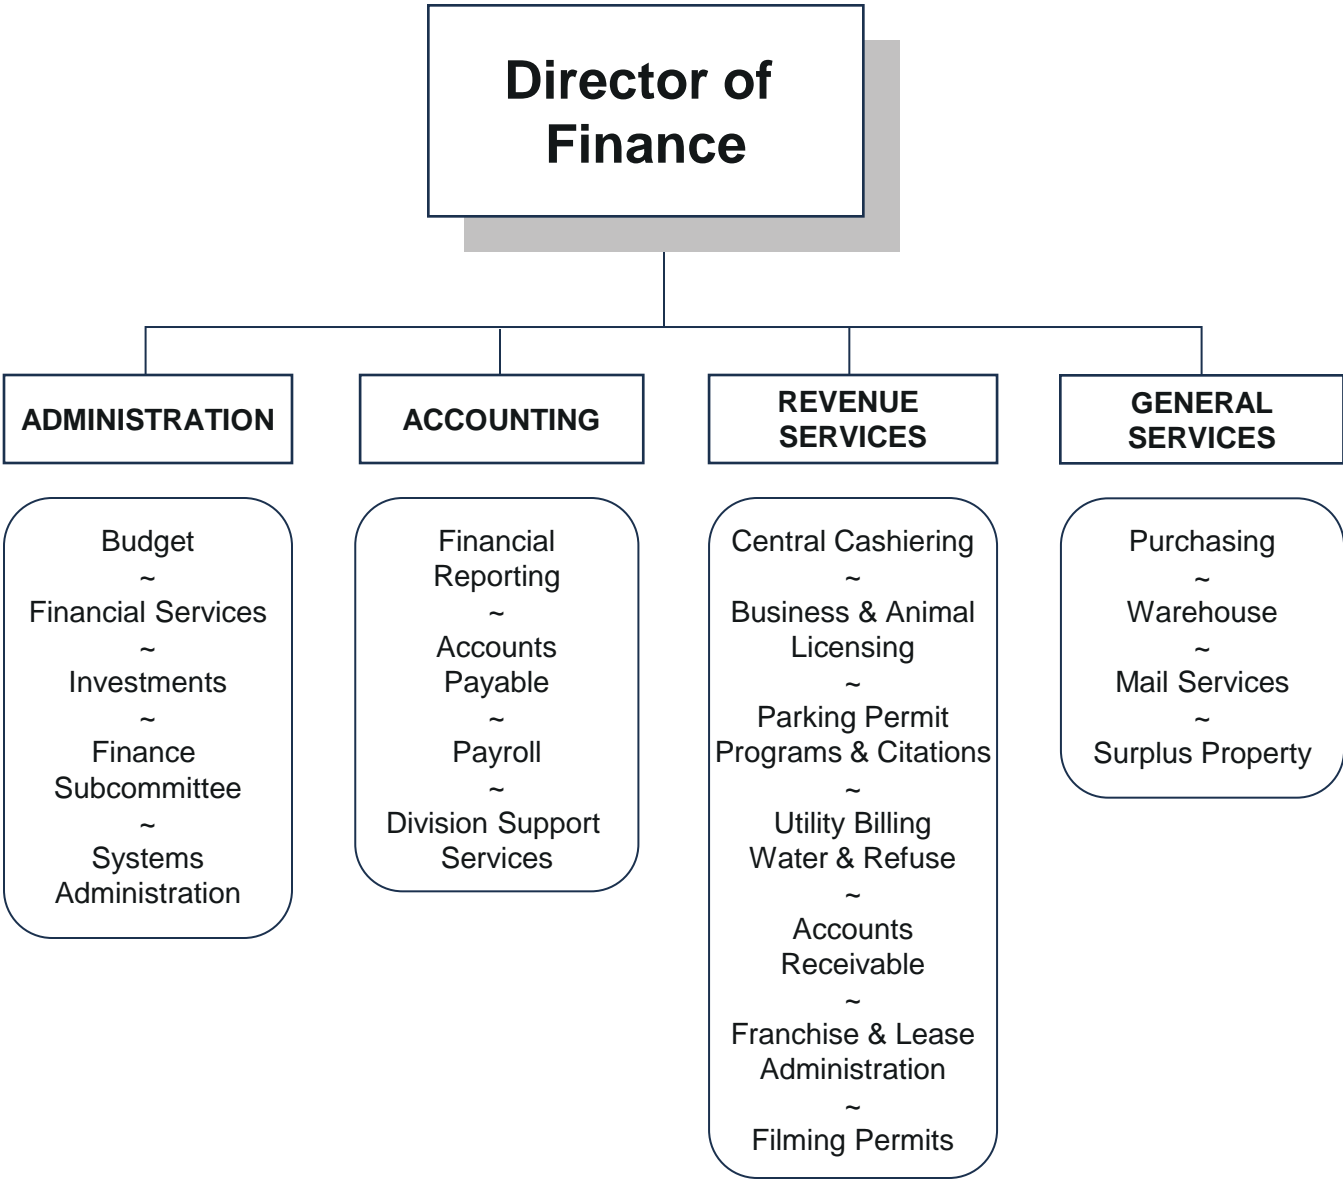 Director of
Finance
ADMINISTRATION
ACCOUNTING
REVENUE
SERVICES
GENERAL
SERVICES
Budget
~
Financial Services
~
Investments
~
Finance
Subcommittee
~
Systems
Administration
Financial
Reporting
~
Accounts
Payable
~
Payroll
~
Division Support
Services
Central Cashiering
~
Business & Animal
Licensing
~
Parking Permit
Programs & Citations
~
Utility Billing
Water & Refuse
~
Accounts
Receivable
~
Franchise & Lease
Administration
~
Filming Permits
Purchasing
~
Warehouse
~
Mail Services
~
Surplus Property